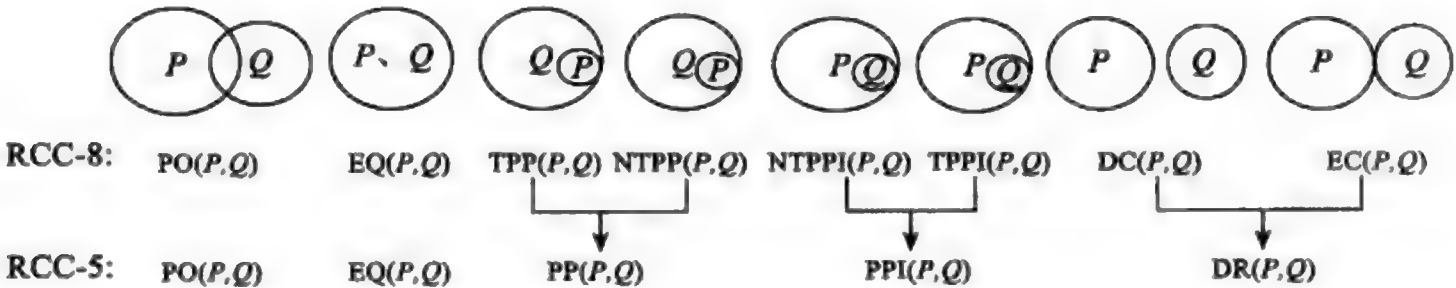 P Q P、Q Q P Q P P Q P Q P Q P Q
RCC-8: PO(P,Q) EQ(P,Q) TPP(P,Q) NTPP(P,Q) NTPPI(P,Q) TPPI(P,Q) DC(P,Q) EC(P,Q)
RCC-5: PO(P,Q) EQ(P,Q) PP(P,Q) PPI(P,Q) DR(P,Q)